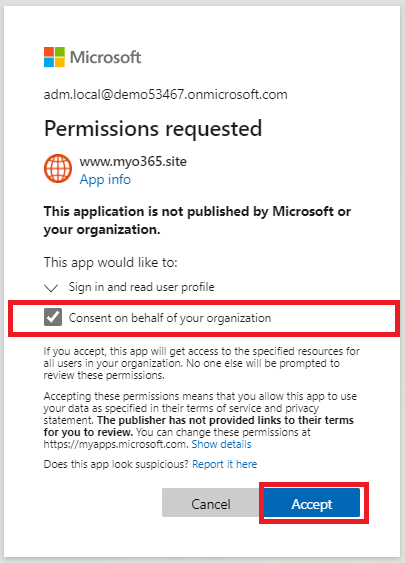 Microsoft
adm.local@demo53467.onmicrosoft.com
Permissions requested
www.myo365.site
App info
This application is not published by Microsoft or
your organization.
This app would like to:
Sign in and read user profile
Consent on behalf of your organization
If you accept, this app will get access to the specified resources for
all users in your organization. No one else will be prompted to
review these permissions.
Accepting these permissions means that you allow this app to use
your data as specified in their terms of service and privacy
statement. The publisher has not provided links to their terms
for you to review. You can change these permissions at
https://myapps.microsoft.com. Show details
Does this app look suspicious? Report it here
Cancel Accept